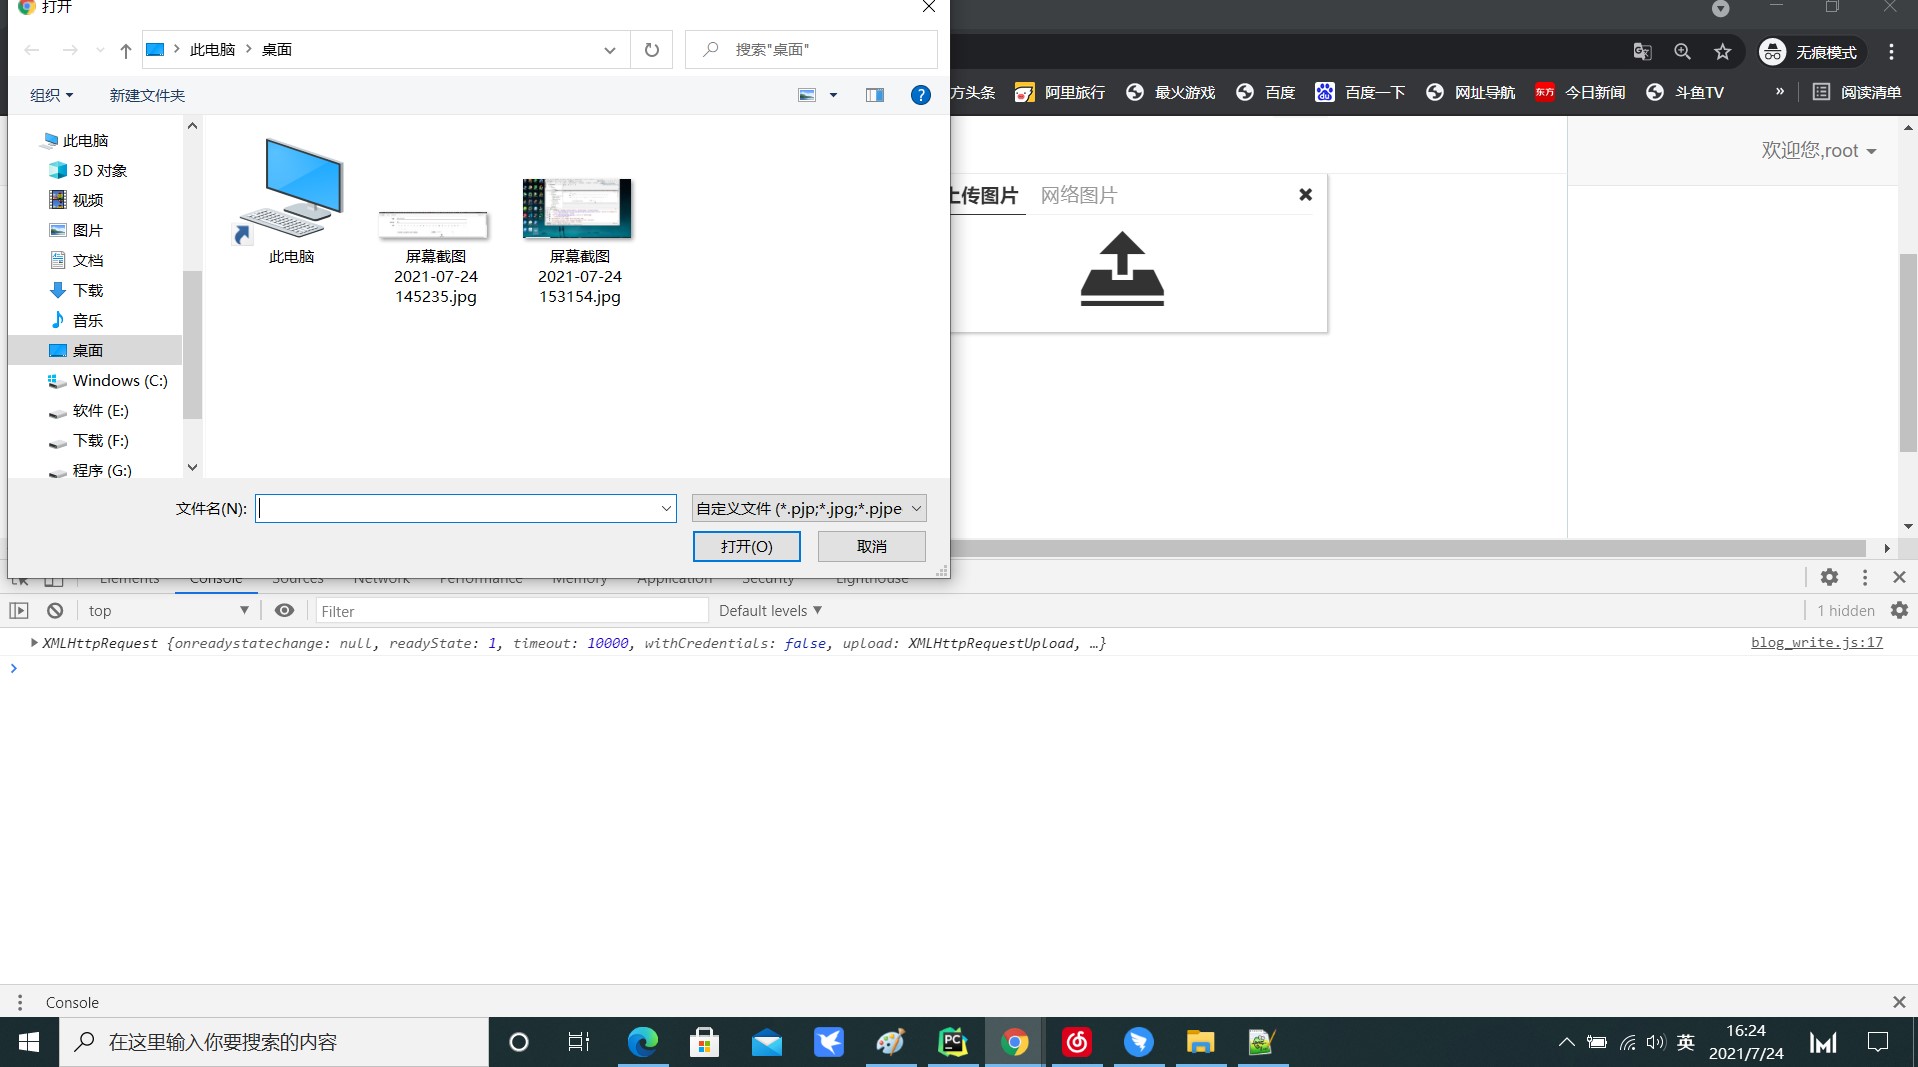 打开
此电脑 > 桌面
搜索"桌面"
无痕模式
组织 新建文件夹
方头条 阿里旅行 最火游戏 百度 百度一下 网址导航 东方 今日新闻 斗鱼TV » 阅读清单
此电脑
3D 对象
视频
图片
文档
下载
音乐
桌面
Windows (C:)
软件 (E:)
下载 (F:)
程序 (G:)
此电脑
屏幕截图
2021-07-24
145235.jpg
屏幕截图
2021-07-24
153154.jpg
欢迎您,root
上传图片 网络图片
文件名(N): 自定义文件 (*.pjp;*.jpg;*.pjpe
打开(O) 取消
Elements Console Sources Network Performance Memory Application Security Lighthouse
top Filter Default levels 1 hidden
XMLHttpRequest {onreadystatechange: null, readyState: 1, timeout: 10000, withCredentials: false, upload: XMLHttpRequestUpload, …} blog_write.js:17
Console
在这里输入你要搜索的内容
PC
英
16:24
2021/7/24